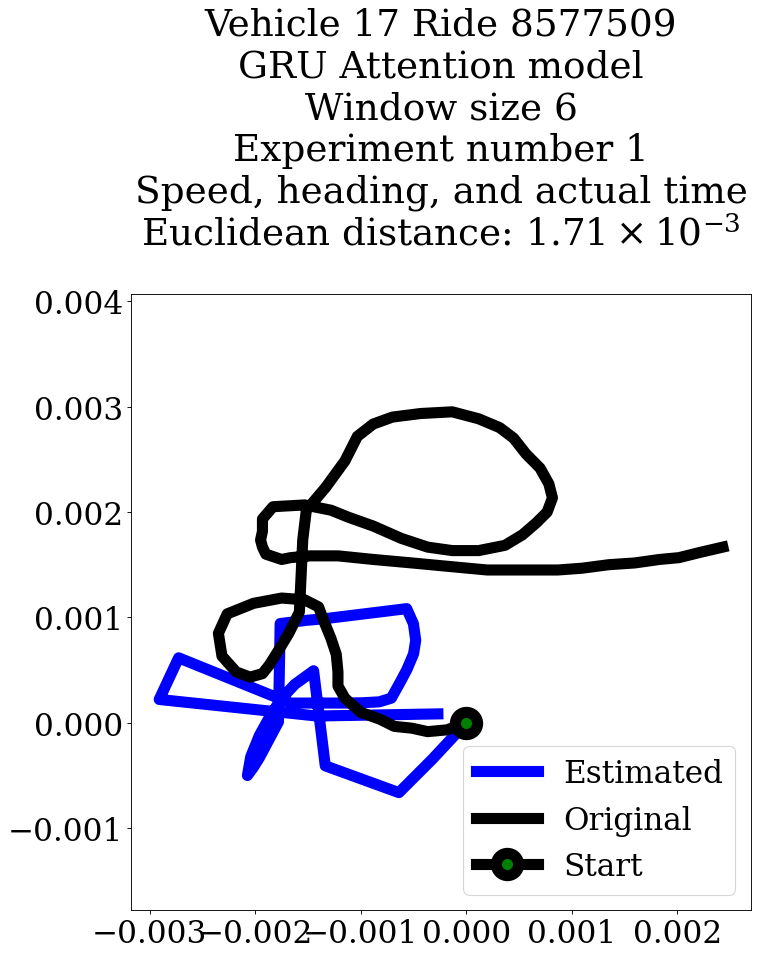 Vehicle 17 Ride 8577509
GRU Attention model
Window size 6
Experiment number 1
Speed, heading, and actual time
Euclidean distance: 1.71 × 10⁻³
0.004
0.003
0.002
0.001
0.000
−0.001
Estimated
Original
Start
−0.003 −0.002 −0.001 0.000 0.001 0.002